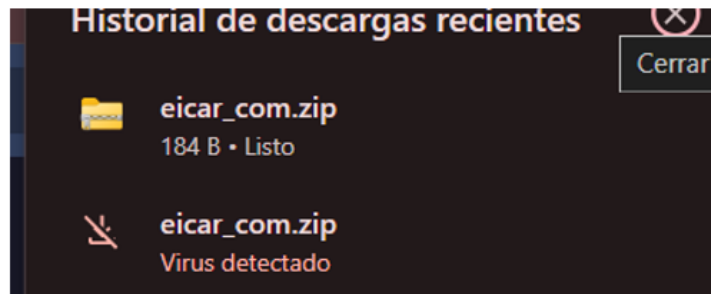 Historial de descargas recientes
Cerrar
eicar_com.zip
184 B • Listo
eicar_com.zip
Virus detectado